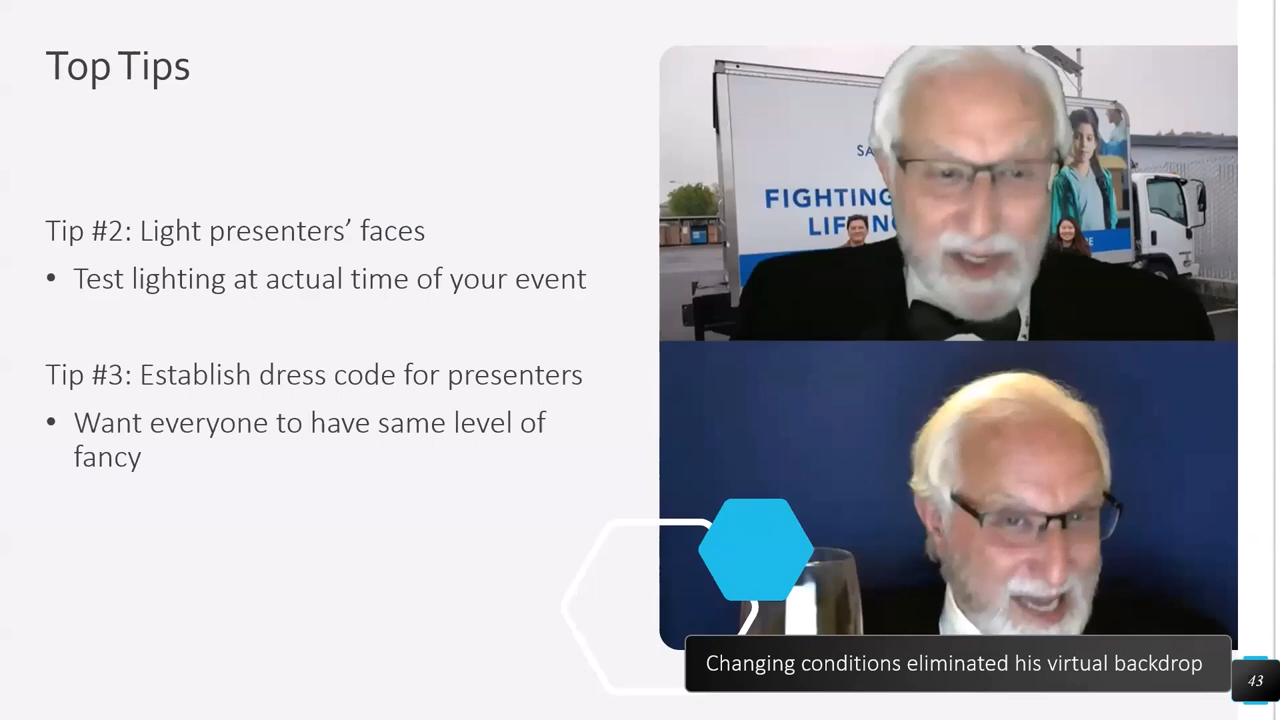 Top Tips
Tip #2: Light presenters’ faces
• Test lighting at actual time of your event
Tip #3: Establish dress code for presenters
• Want everyone to have same level of
fancy
SA
FIGHTING
LIF
Changing conditions eliminated his virtual backdrop
43